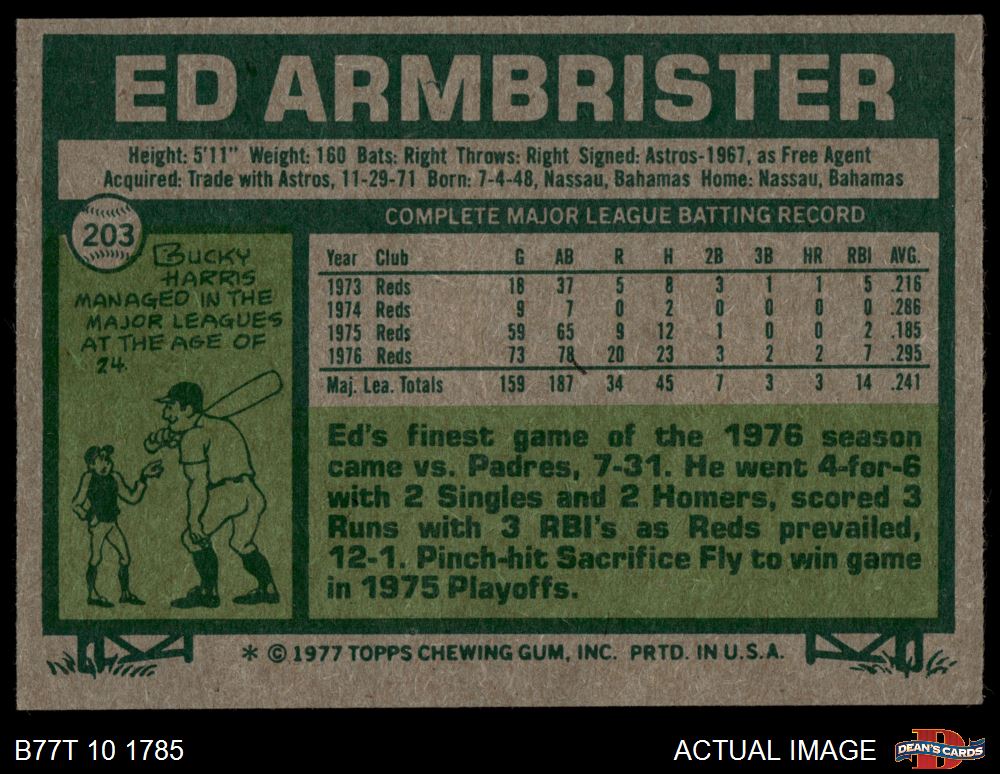 ED ARMBRISTER
Height: 5'11" Weight: 160 Bats: Right Throws: Right Signed: Astros-1967, as Free Agent
Acquired: Trade with Astros, 11-29-71 Born: 7-4-48, Nassau, Bahamas Home: Nassau, Bahamas
203
BUCKY
HARRIS
MANAGED IN THE
MAJOR LEAGUES
AT THE AGE OF
24.
COMPLETE MAJOR LEAGUE BATTING RECORD
Year Club G AB R H 2B 3B HR RBI AVG.
1973 Reds 18 37 5 8 3 1 1 5 .216
1974 Reds 9 7 0 2 0 0 0 0 .286
1975 Reds 59 65 9 12 1 0 0 2 .185
1976 Reds 73 78 20 23 3 2 2 7 .295
Maj. Lea. Totals 159 187 34 45 7 3 3 14 .241
Ed's finest game of the 1976 season
came vs. Padres, 7-31. He went 4-for-6
with 2 Singles and 2 Homers, scored 3
Runs with 3 RBI's as Reds prevailed,
12-1. Pinch-hit Sacrifice Fly to win game
in 1975 Playoffs.
* © 1977 TOPPS CHEWING GUM, INC. PRTD. IN U.S.A.
B77T 10 1785
ACTUAL IMAGE
D
DEAN'S CARDS